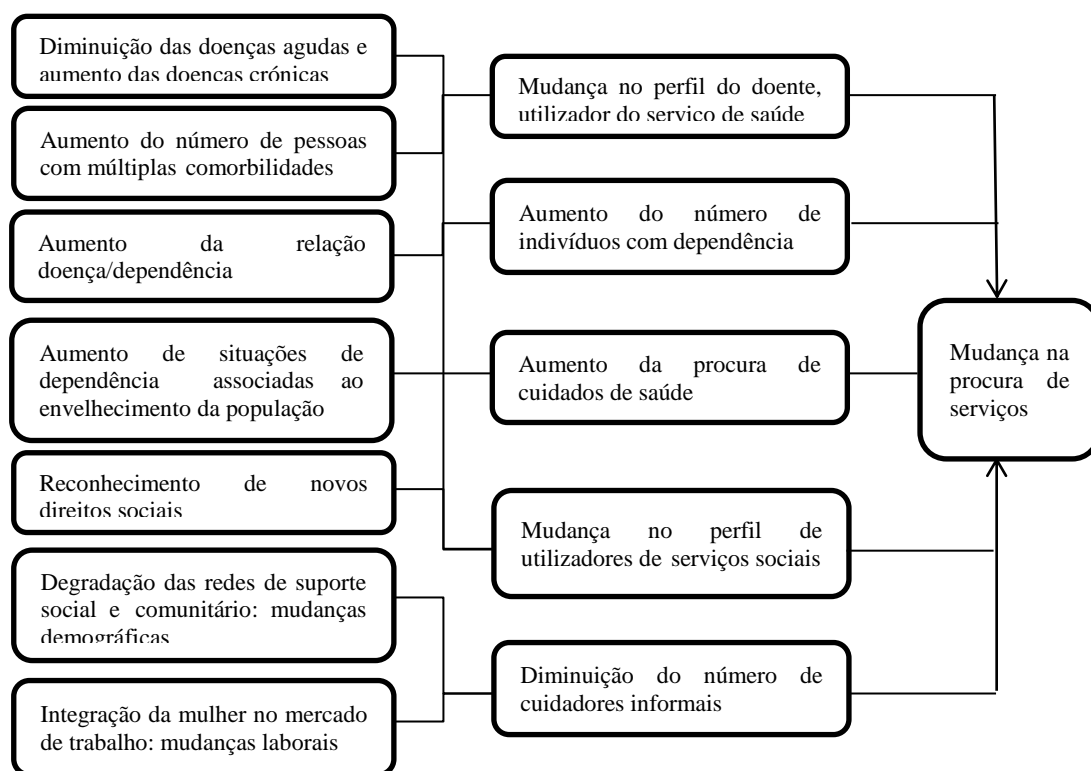 Diminuição das doenças agudas e
aumento das doenças crónicas
Aumento do número de pessoas
com múltiplas comorbilidades
Aumento da relação
doença/dependência
Aumento de situações de
dependência associadas ao
envelhecimento da população
Reconhecimento de novos
direitos sociais
Degradação das redes de suporte
social e comunitário: mudanças
demográficas
Integração da mulher no mercado
de trabalho: mudanças laborais
Mudança no perfil do doente,
utilizador do serviço de saúde
Aumento do número de
indivíduos com dependência
Aumento da procura de
cuidados de saúde
Mudança no perfil de
utilizadores de serviços sociais
Diminuição do número de
cuidadores informais
Mudança na
procura de
serviços